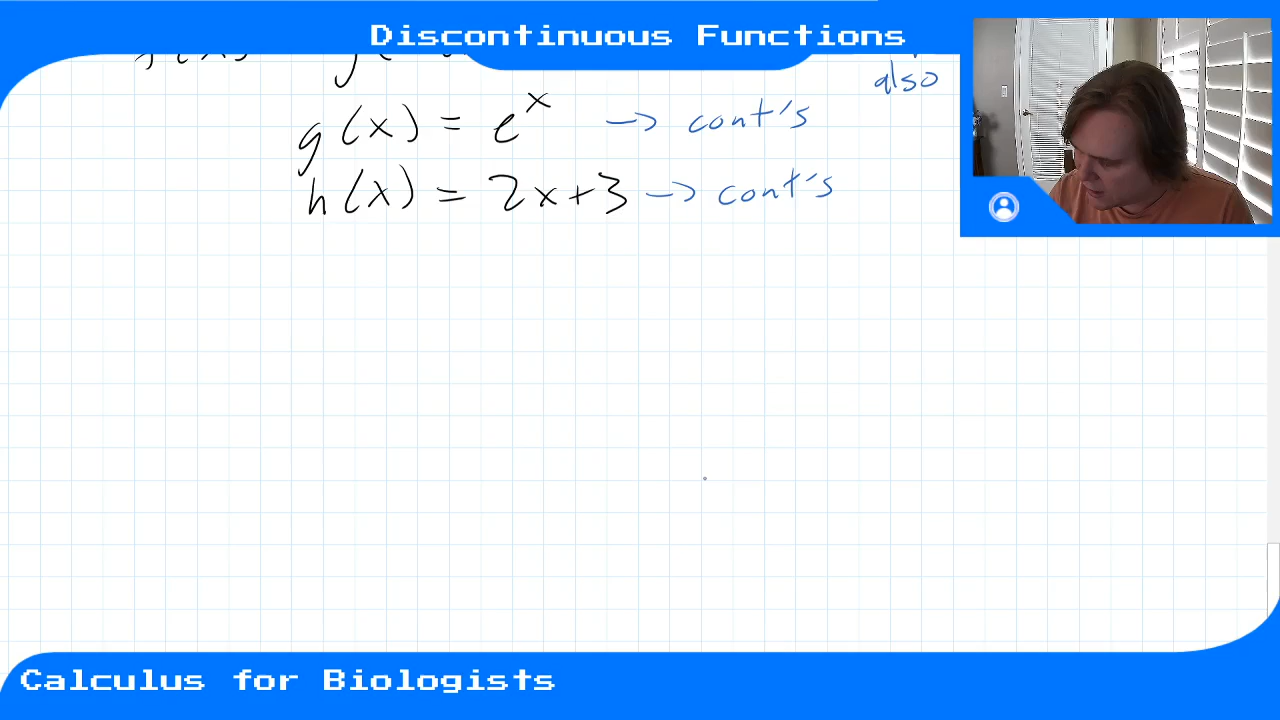 Discontinuous Functions
also
g(x) = e^x → cont's
h(x) = 2x+3 → cont's
Calculus for Biologists